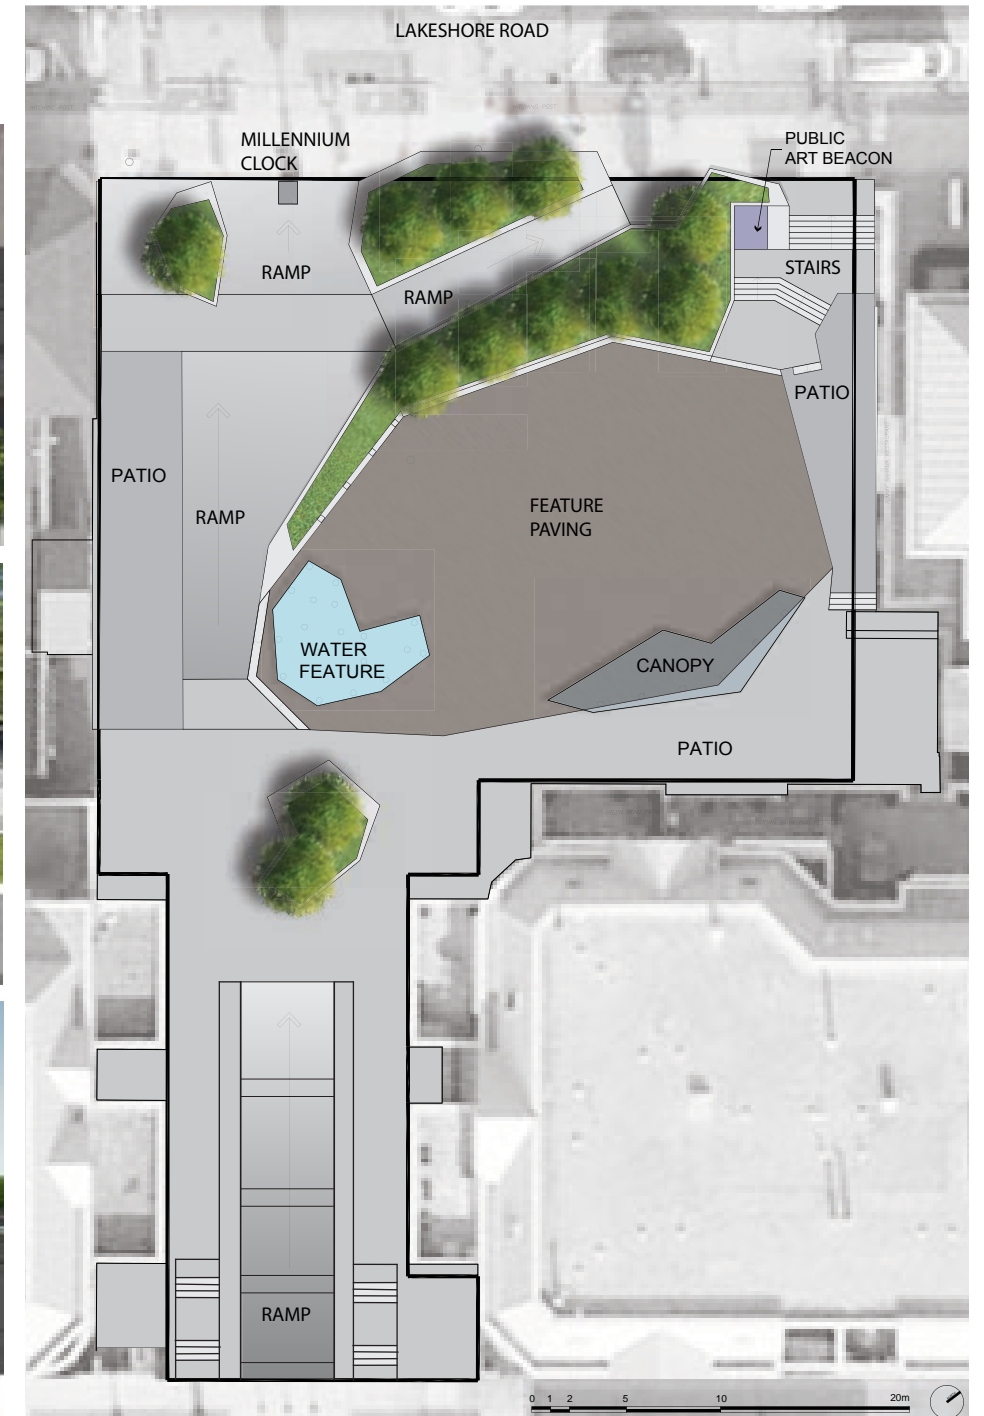 LAKESHORE ROAD
MILLENNIUM
CLOCK
PUBLIC
ART BEACON
RAMP
STAIRS
RAMP
PATIO
PATIO
RAMP
FEATURE
PAVING
WATER
FEATURE
CANOPY
PATIO
RAMP
0 1 2 5 10 20m